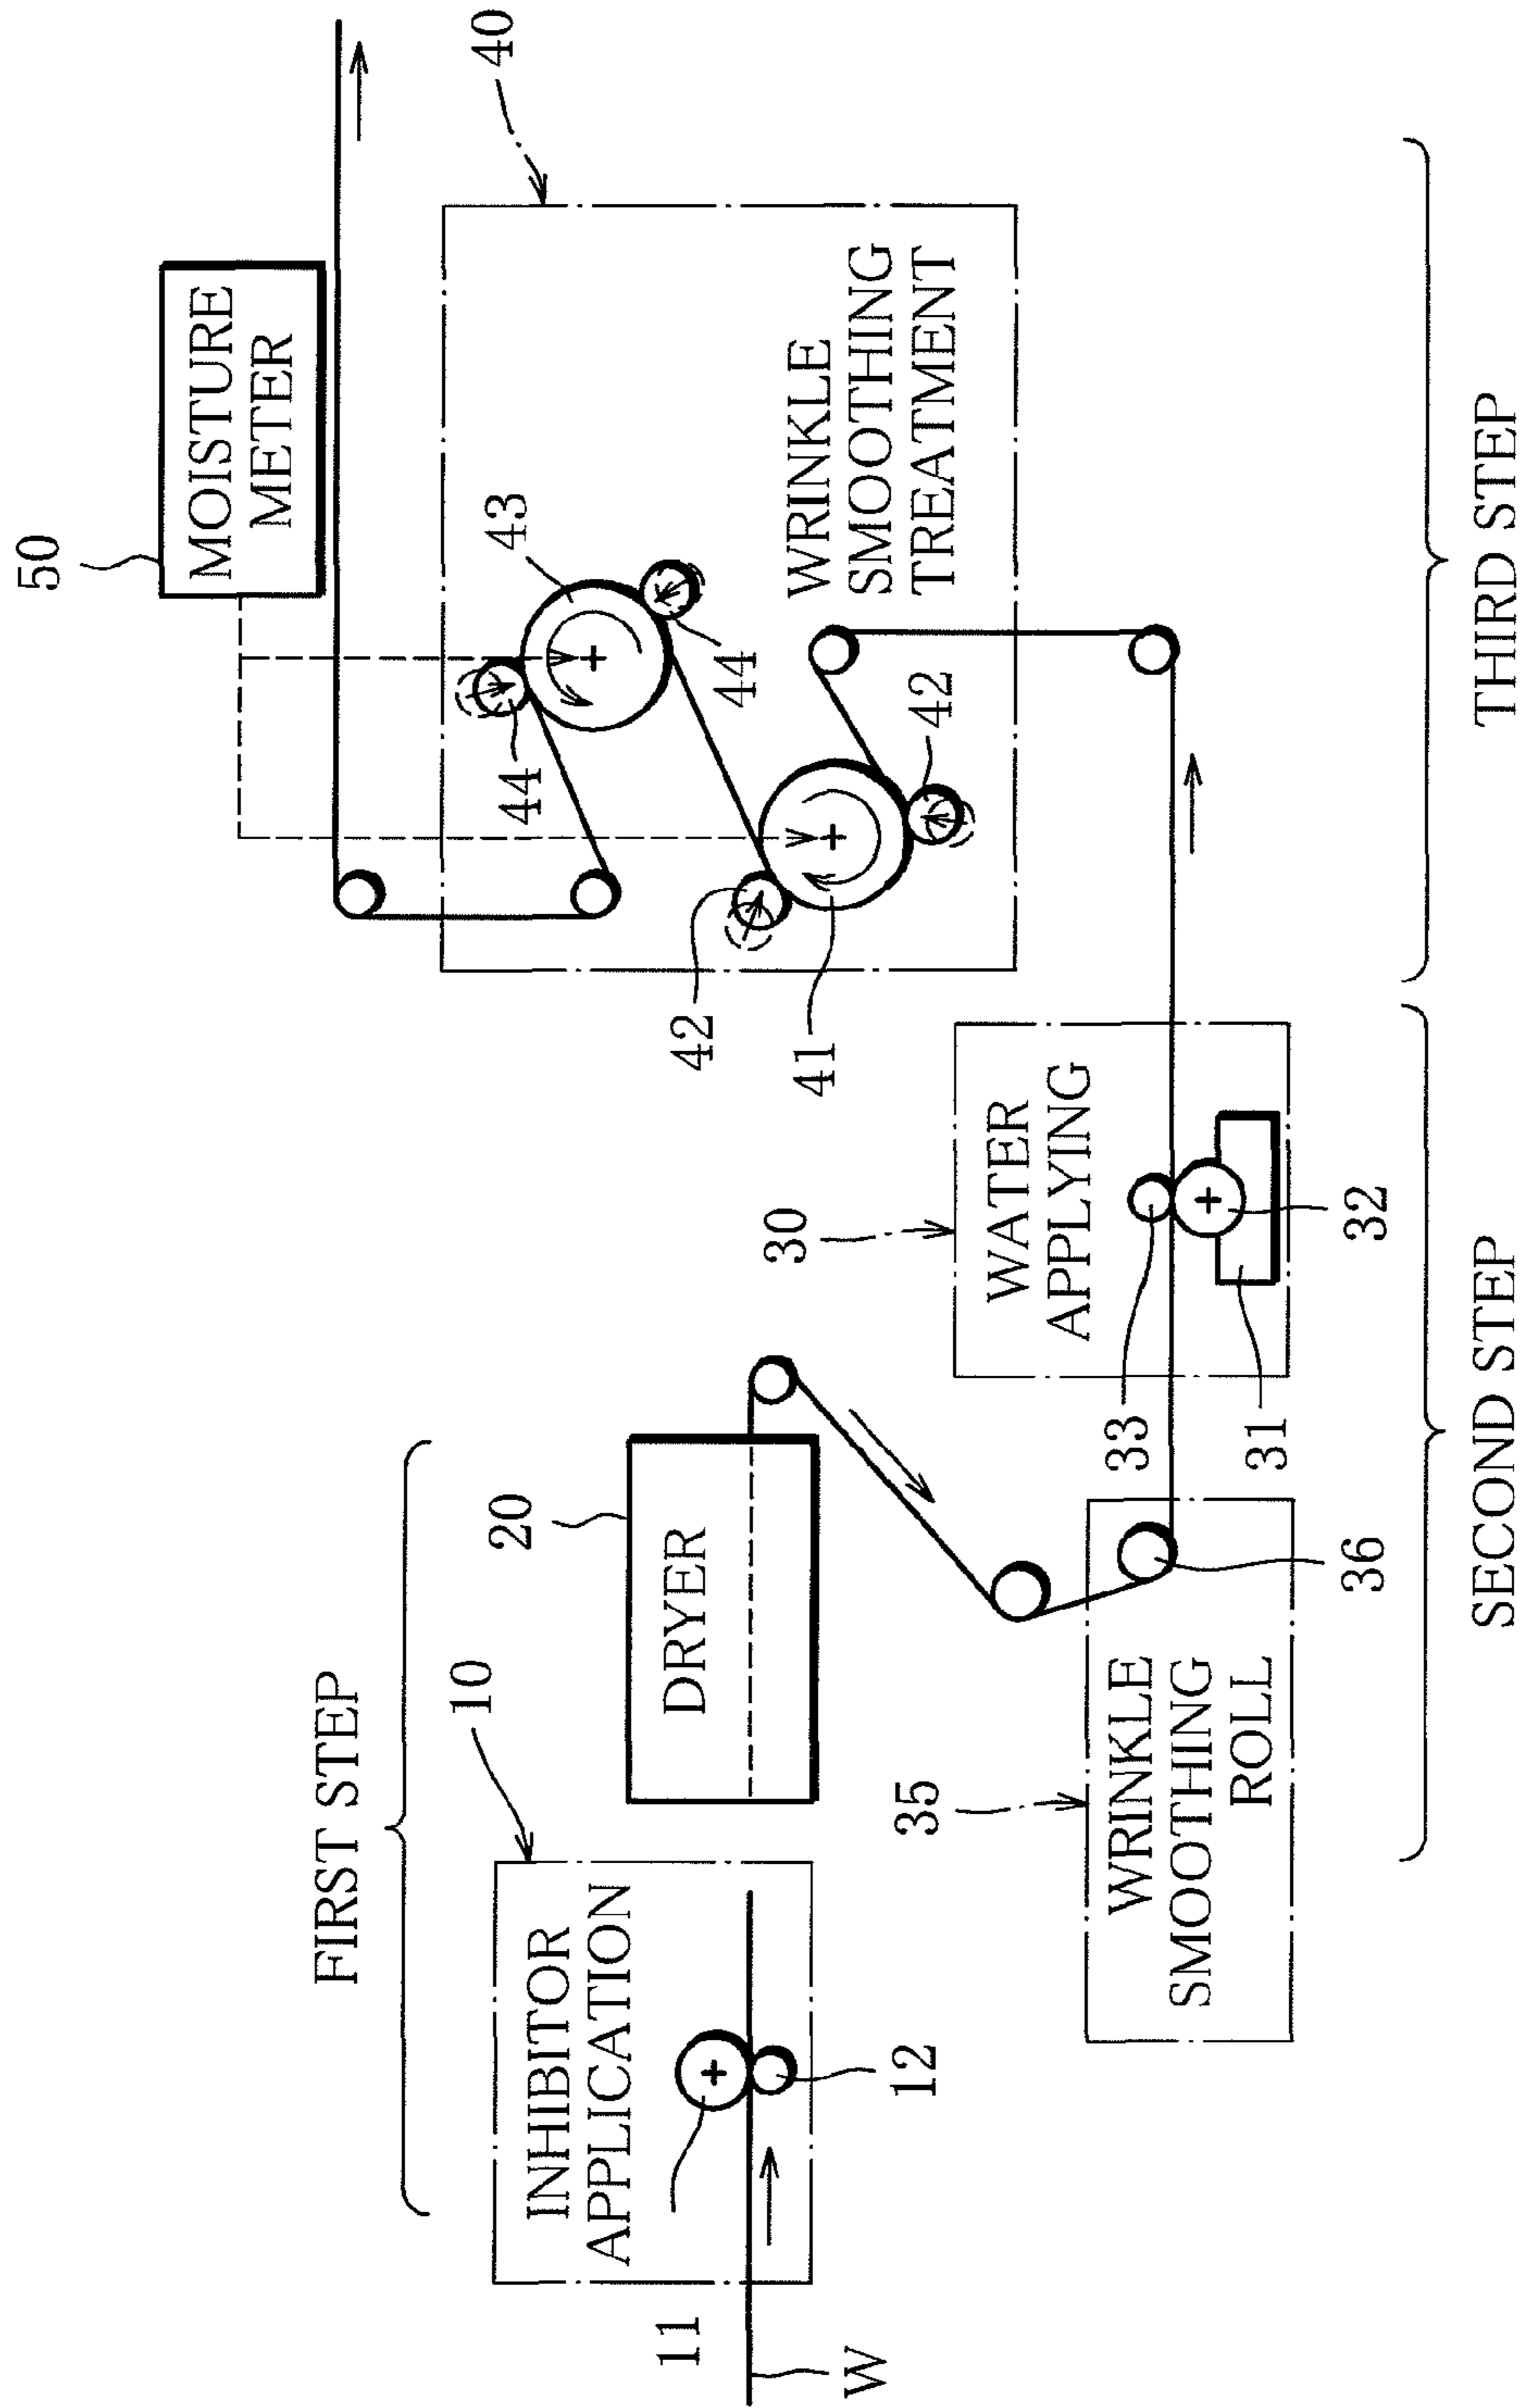 FIRST STEP
10
INHIBITOR
APPLICATION
11
12
W
20
DRYER
35
WRINKLE
SMOOTHING
ROLL
36
30
WATER
APPLYING
33
31
32
SECOND STEP
50
MOISTURE
METER
40
43
44
44
42
42
41
WRINKLE
SMOOTHING
TREATMENT
THIRD STEP